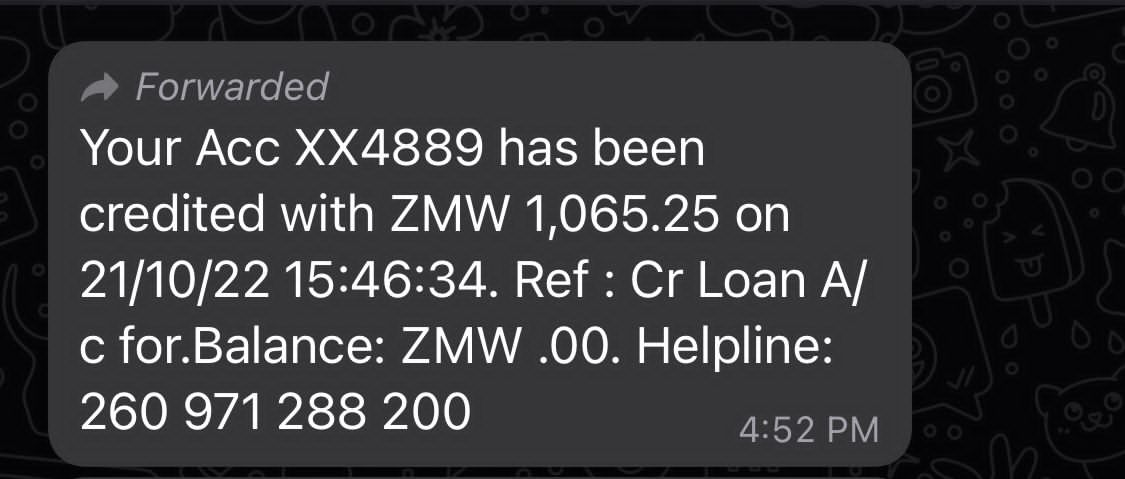 Forwarded
Your Acc XX4889 has been
credited with ZMW 1,065.25 on
21/10/22 15:46:34. Ref : Cr Loan A/
c for.Balance: ZMW .00. Helpline:
260 971 288 200
4:52 PM